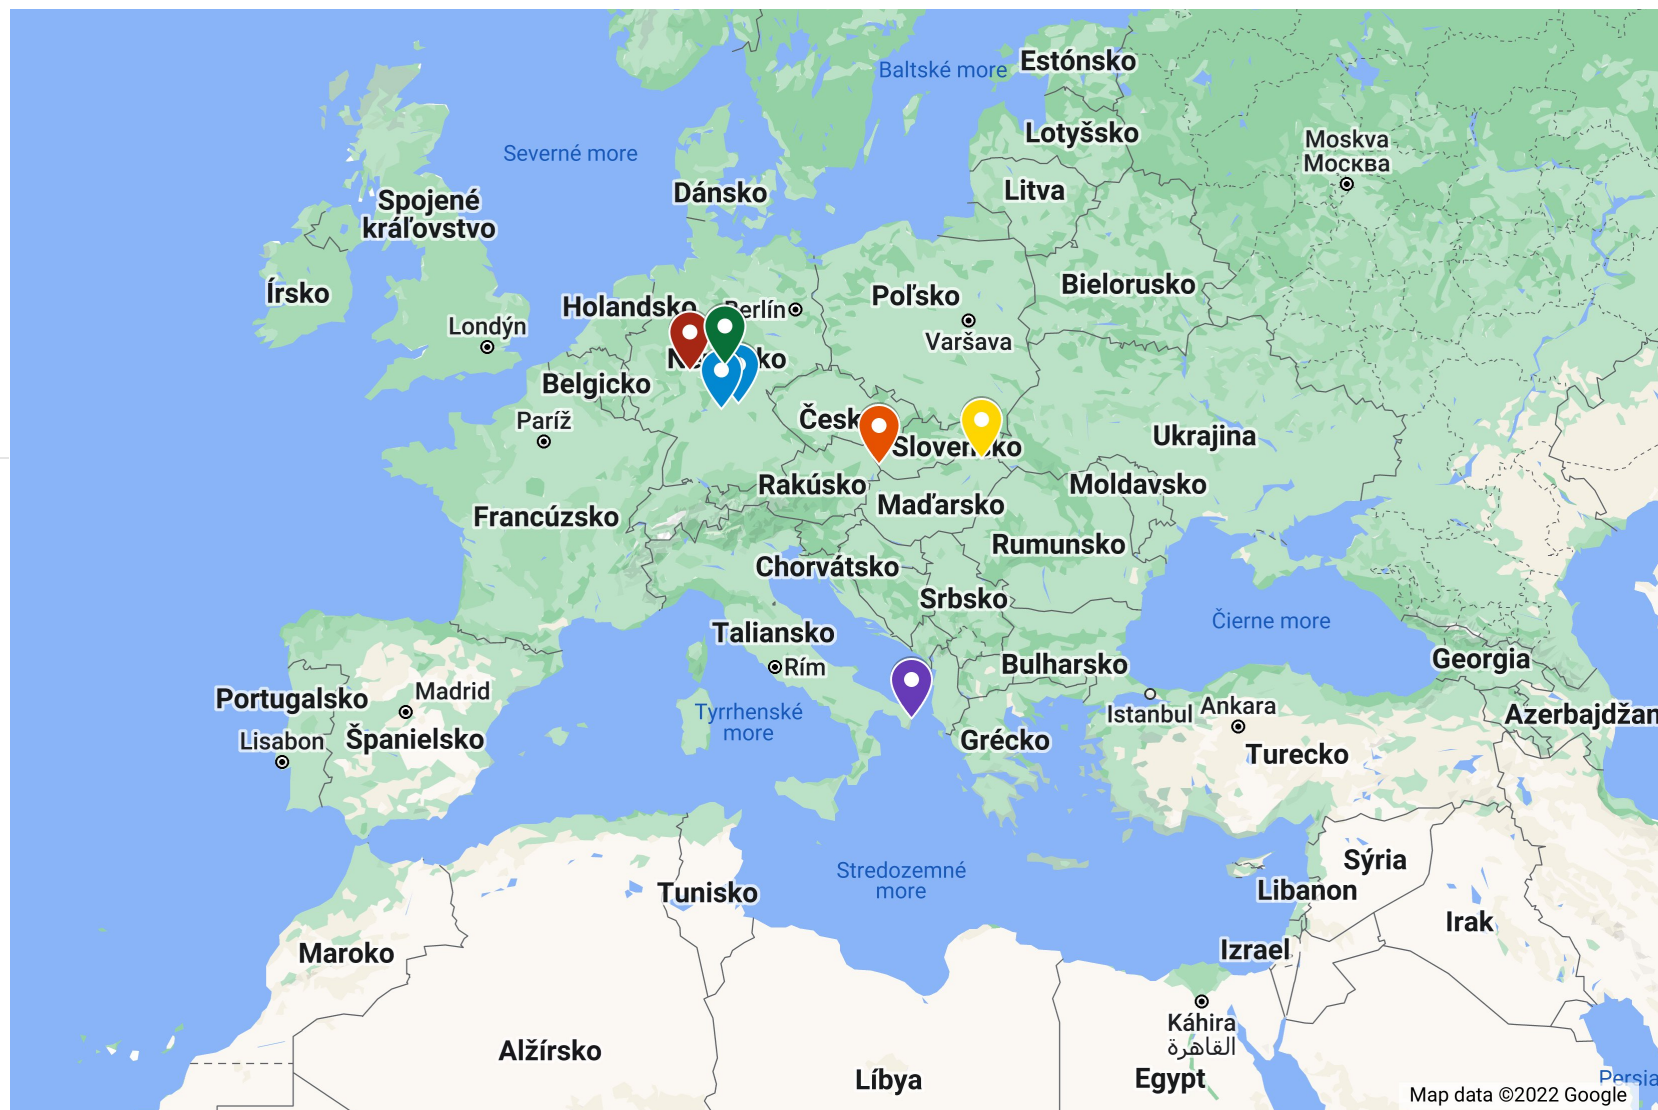 Estónsko
Baltské more
Lotyšsko
Moskva
Москва
Severné more
Dánsko
Litva
Spojené
kráľovstvo
Bielorusko
Írsko
Poľsko
Holandsko
Berlín
Londýn
Varšava
Belgicko
Paríž
Slovensko
Ukrajina
Rakúsko
Moldavsko
Maďarsko
Francúzsko
Rumunsko
Chorvátsko
Srbsko
Čierne more
Taliansko
Rím
Bulharsko
Georgia
Portugalsko
Madrid
Tyrrhenské
more
Istanbul
Ankara
Azerbajdžan
Lisabon
Španielsko
Grécko
Turecko
Sýria
Stredozemné
more
Libanon
Tunisko
Irak
Maroko
Izrael
Káhira
القاهرة
Alžírsko
Líbya
Egypt
Persia
Map data ©2022 Google